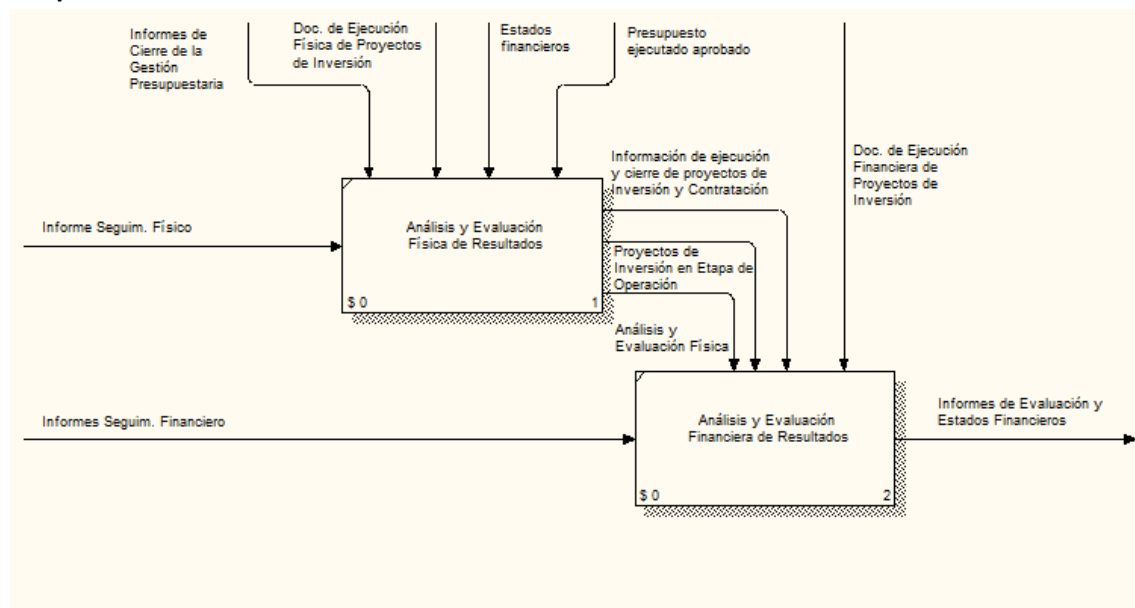 Informes de
Cierre de la
Gestión
Presupuestaria
Doc. de Ejecución
Física de Proyectos
de Inversión
Estados
financieros
Presupuesto
ejecutado aprobado
Información de ejecución
y cierre de proyectos de
Inversión y Contratación
Doc. de Ejecución
Financiera de
Proyectos de
Inversión
Informe Seguim. Físico
Análisis y Evaluación
Física de Resultados
$ 0
1
Proyectos de
Inversión en Etapa de
Operación
Análisis y
Evaluación Física
Informes Seguim. Financiero
Análisis y Evaluación
Financiera de Resultados
$ 0
2
Informes de Evaluación y
Estados Financieros